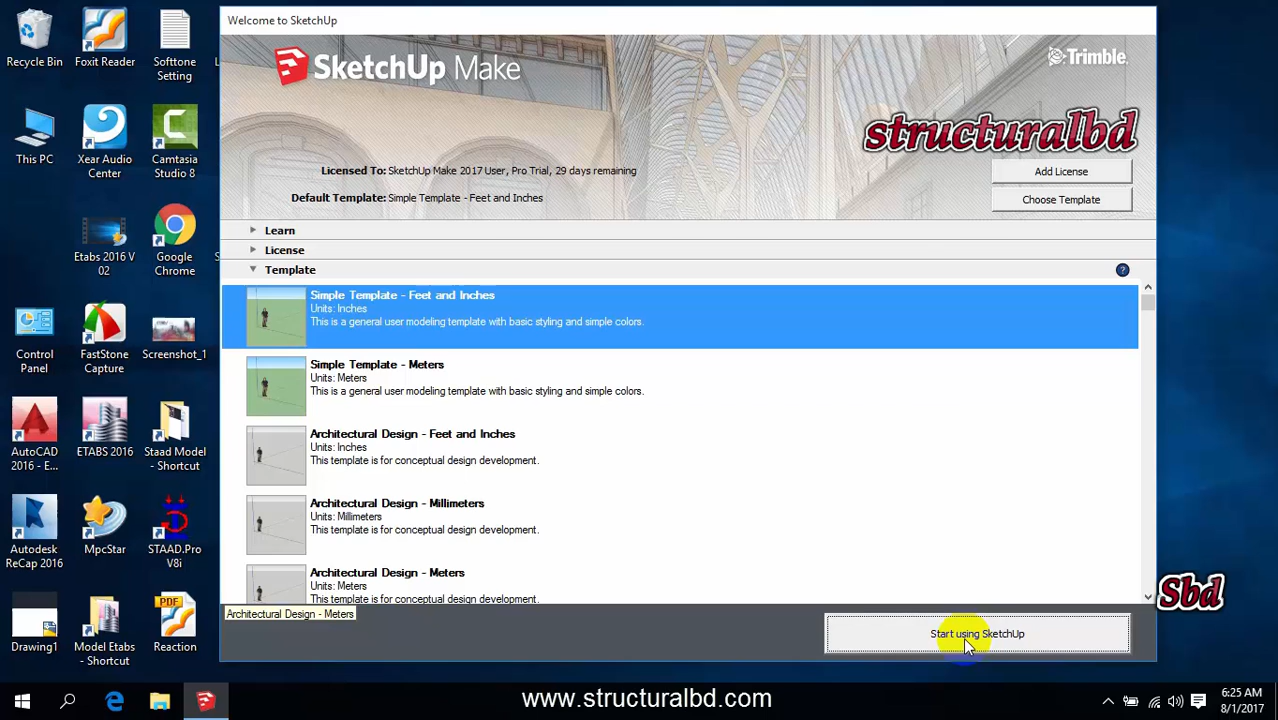 Welcome to SketchUp
SketchUp Make
Trimble.
structuralbd
Licensed To: SketchUp Make 2017 User, Pro Trial, 29 days remaining
Add License
Default Template: Simple Template - Feet and Inches
Choose Template
Learn
License
Template
?
Simple Template - Feet and Inches
Units: Inches
This is a general user modeling template with basic styling and simple colors.
Simple Template - Meters
Units: Meters
This is a general user modeling template with basic styling and simple colors.
Architectural Design - Feet and Inches
Units: Inches
This template is for conceptual design development.
Architectural Design - Millimeters
Units: Millimeters
This template is for conceptual design development.
Architectural Design - Meters
Units: Meters
This template is for conceptual design development.
Architectural Design - Meters
Start using SketchUp
Sbd
Recycle Bin
Foxit Reader
Softtone
Setting
This PC
Xear Audio
Center
Camtasia
Studio 8
Etabs 2016 V
02
Google
Chrome
Control
Panel
FastStone
Capture
Screenshot_1
AutoCAD
2016 - E...
ETABS 2016
Staad Model
- Shortcut
Autodesk
ReCap 2016
MpcStar
STAAD.Pro
V8i
Drawing1
Model Etabs
- Shortcut
PDF
Reaction
www.structuralbd.com
6:25 AM
8/1/2017